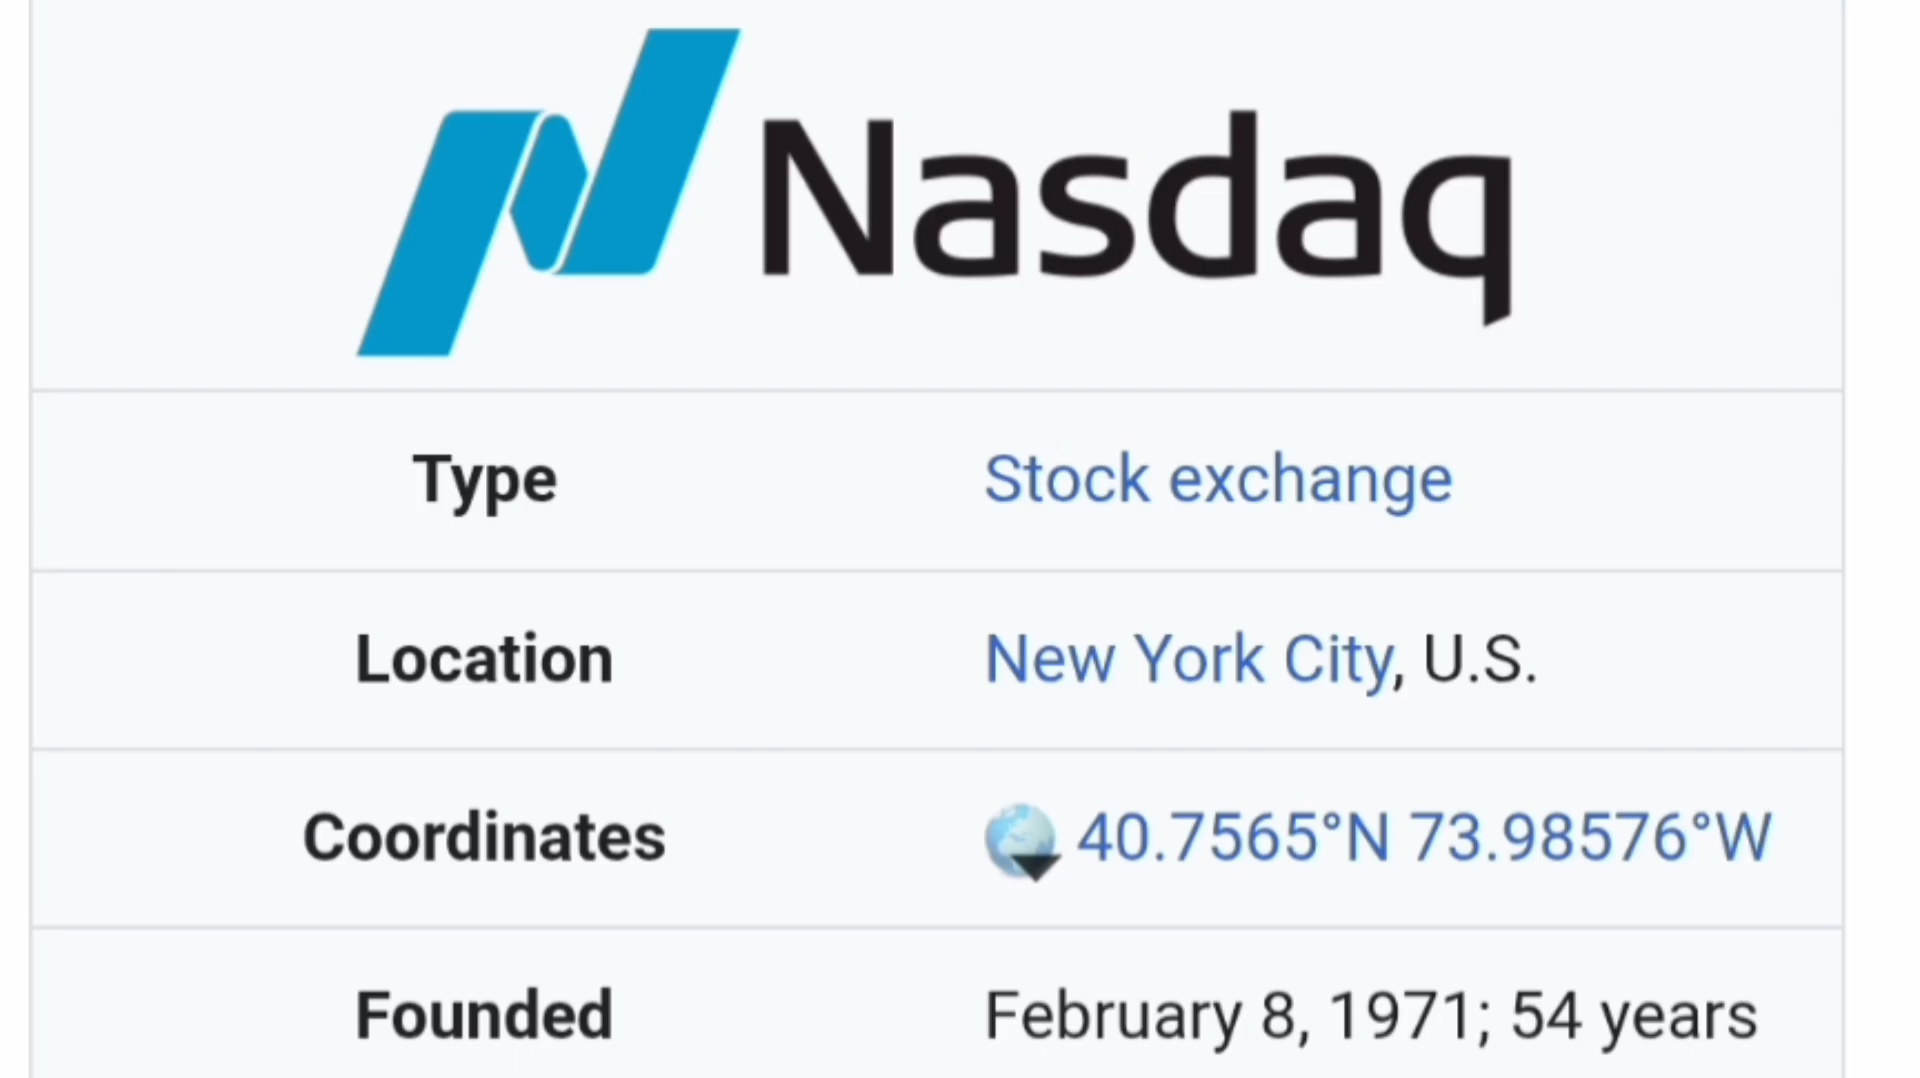 Nasdaq
Type Stock exchange
Location New York City, U.S.
Coordinates 40.7565°N 73.98576°W
Founded February 8, 1971; 54 years